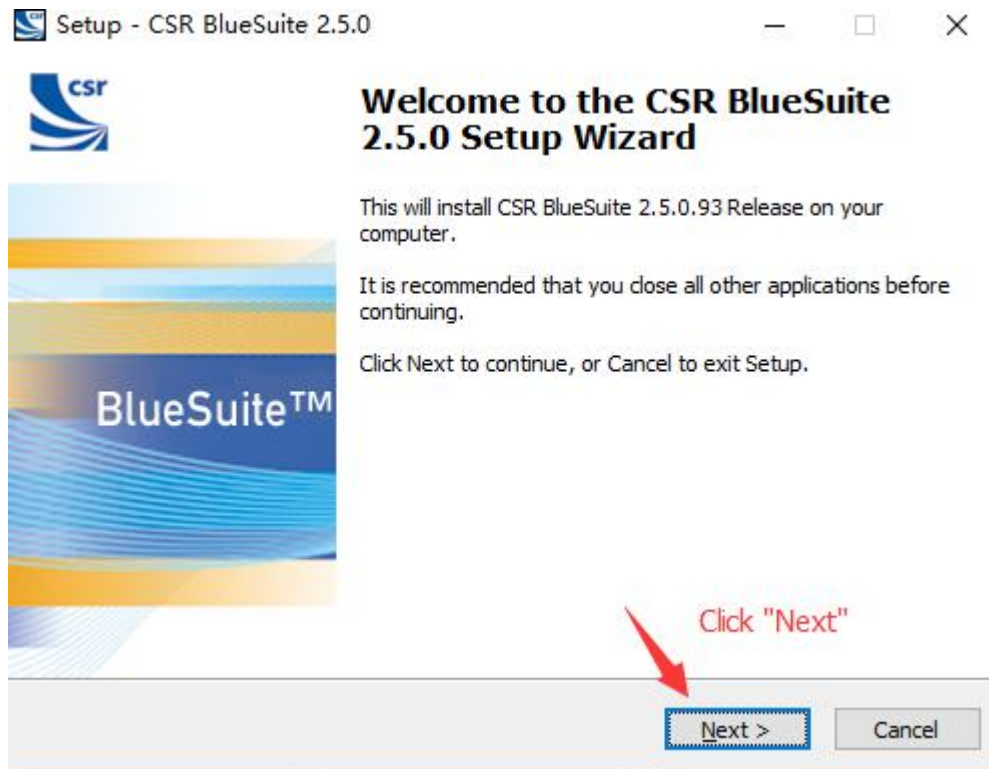 Setup - CSR BlueSuite 2.5.0
csr
Welcome to the CSR BlueSuite
2.5.0 Setup Wizard
This will install CSR BlueSuite 2.5.0.93 Release on your
computer.
It is recommended that you close all other applications before
continuing.
Click Next to continue, or Cancel to exit Setup.
BlueSuite™
Click "Next"
Next >
Cancel